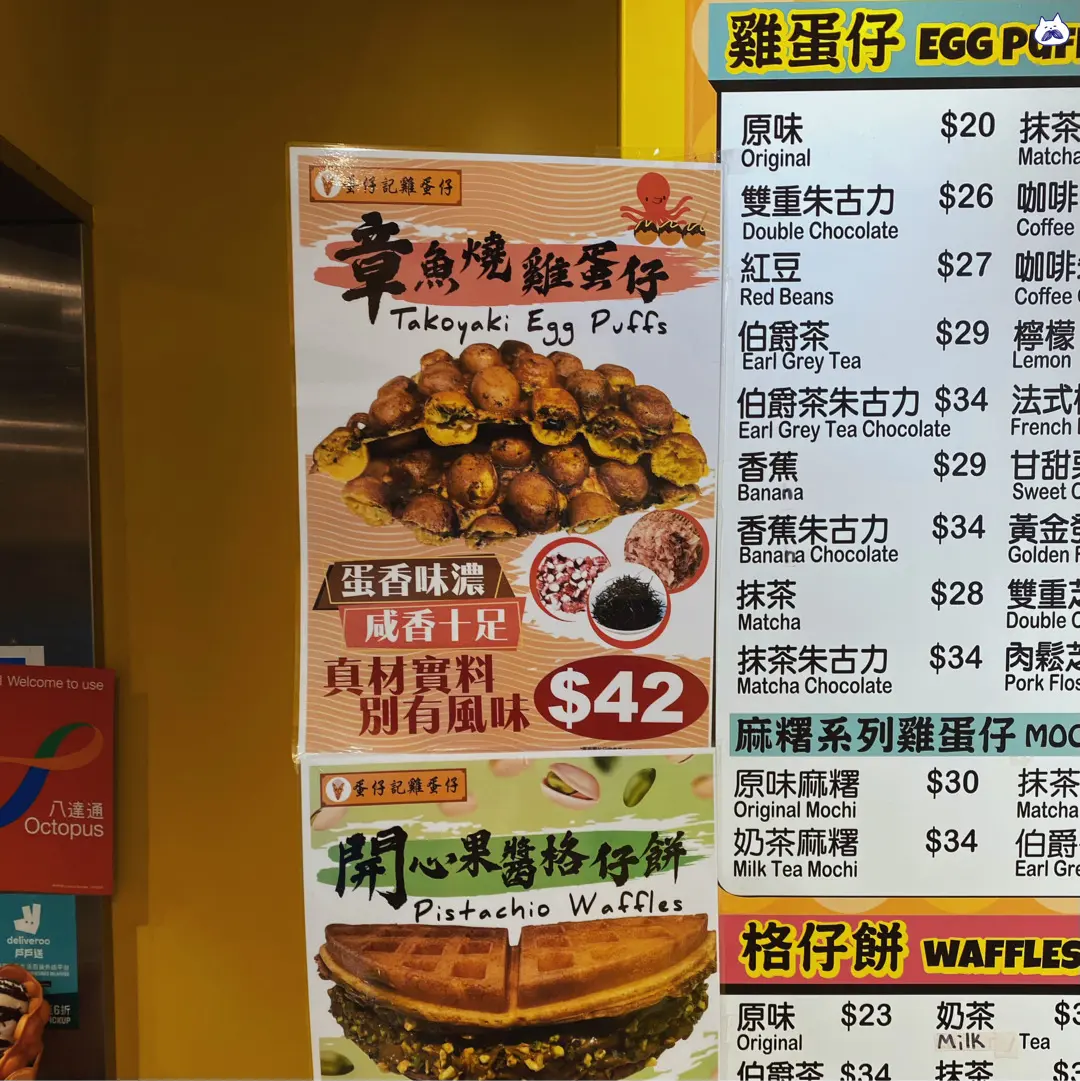 Welcome to use
八達通
Octopus
deliveroo
戶戶送
蛋仔記雞蛋仔
章魚燒雞蛋仔
Takoyaki Egg Puffs
蛋香味濃
咸香十足
真材實料
別有風味
$42
蛋仔記雞蛋仔
開心果醬格仔餅
Pistachio Waffles
雞蛋仔 EGG
原味 $20 抹茶
Original Matcha
雙重朱古力 $26 咖啡
Double Chocolate Coffee
紅豆 $27 咖啡
Red Beans Coffee
伯爵茶 $29 檸檬
Earl Grey Tea Lemon
伯爵茶朱古力 $34 法式
Earl Grey Tea Chocolate French
香蕉 $29 甘甜
Banana Sweet
香蕉朱古力 $34 黃金
Banana Chocolate Golden
抹茶 $28 雙重
Matcha Double
抹茶朱古力 $34 肉鬆
Matcha Chocolate Pork
麻糬系列雞蛋仔
原味麻糬 $30 抹茶
Original Mochi Matcha
奶茶麻糬 $34 伯爵
Milk Tea Mochi Earl
格仔餅 WAFFLES
原味 $23 奶茶
Original Milk Tea
伯爵茶 $34 抹茶